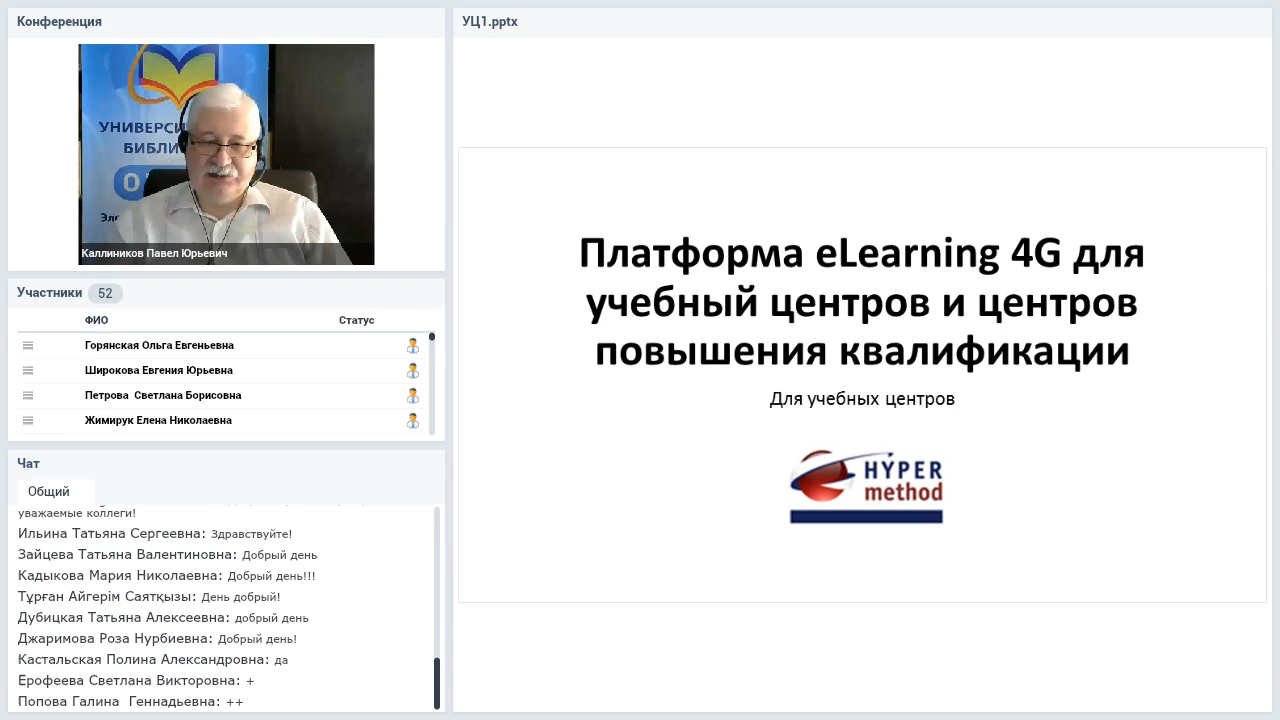 Конференция
УНИВЕРСИ
БИБЛИ
Каллиников Павел Юрьевич
Участники 52
ФИО Статус
Горянская Ольга Евгеньевна
Широкова Евгения Юрьевна
Петрова Светлана Борисовна
Жимирук Елена Николаевна
Чат
Общий
уважаемые коллеги!
Ильина Татьяна Сергеевна: Здравствуйте!
Зайцева Татьяна Валентиновна: Добрый день
Кадыкова Мария Николаевна: Добрый день!!!
Тұрған Айгерім Саятқызы: День добрый!
Дубицкая Татьяна Алексеевна: добрый день
Джаримова Роза Нурбиевна: Добрый день!
Кастальская Полина Александровна: да
Ерофеева Светлана Викторовна: +
Попова Галина Геннадьевна: ++
УЦ1.pptx
Платформа eLearning 4G для
учебный центров и центров
повышения квалификации
Для учебных центров
HYPER
method